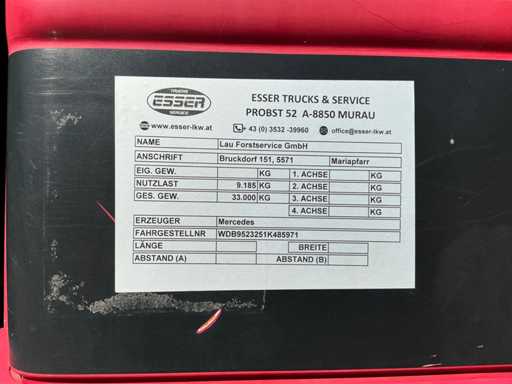 TRUCKS
ESSER
SERVICE
ESSER TRUCKS & SERVICE
PROBST 52 A-8850 MURAU
www.esser-lkw.at + 43 (0) 3532 -39960 office@esser-lkw.at
NAME Lau Forstservice GmbH
ANSCHRIFT Bruckdorf 151, 5571 Mariapfarr
EIG. GEW. KG 1. ACHSE KG
NUTZLAST 9.185 KG 2. ACHSE KG
GES. GEW. 33.000 KG 3. ACHSE KG
4. ACHSE KG
ERZEUGER Mercedes
FAHRGESTELLNR WDB9523251K485971
LÄNGE BREITE
ABSTAND (A) ABSTAND (B)